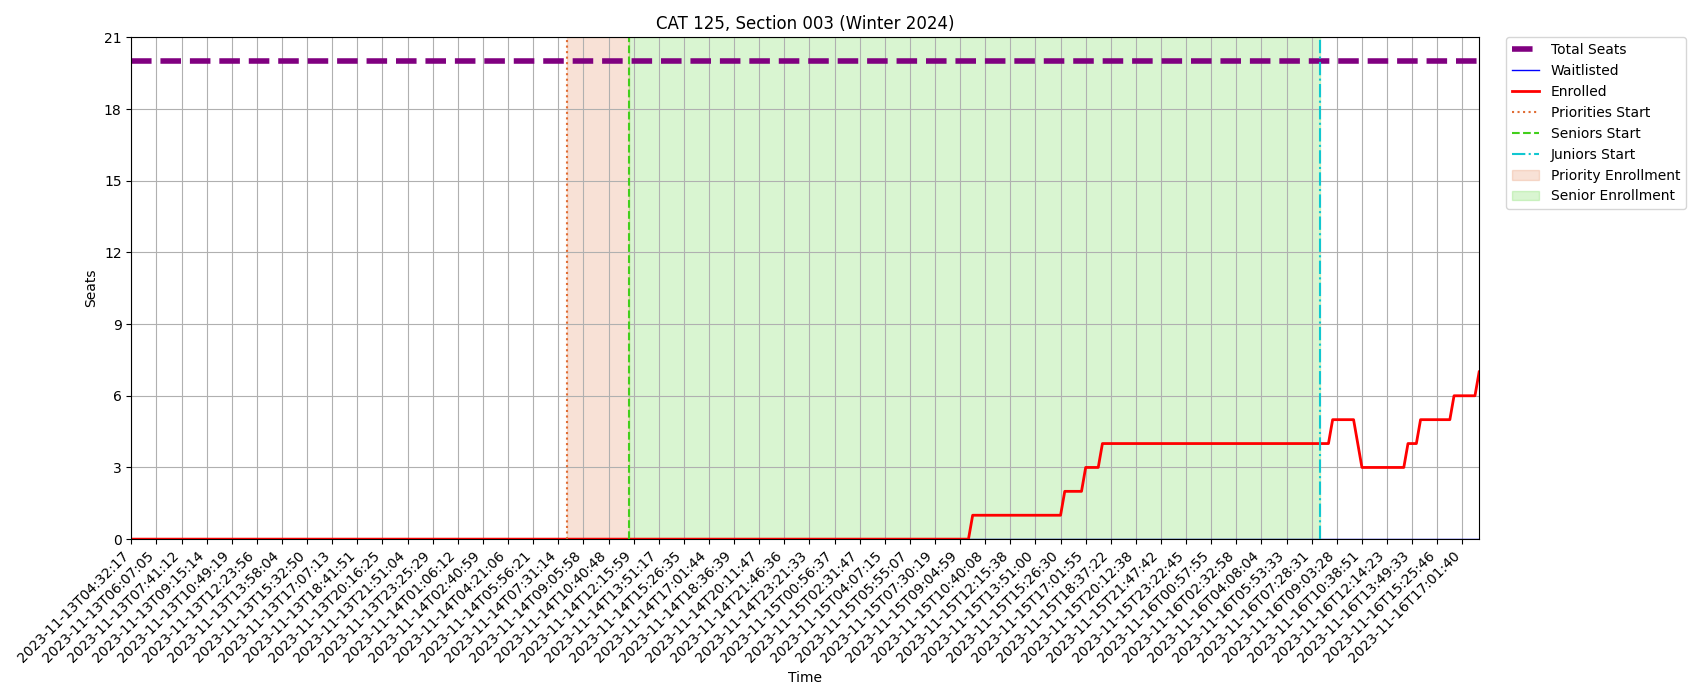 CAT 125, Section 003 (Winter 2024)
21
18
15
12
9
6
3
0
Seats
2023-11-13T04:32:17
2023-11-13T06:07:05
2023-11-13T07:41:12
2023-11-13T09:15:14
2023-11-13T10:49:19
2023-11-13T12:23:56
2023-11-13T13:58:04
2023-11-13T15:32:50
2023-11-13T17:07:13
2023-11-13T18:41:51
2023-11-13T20:16:25
2023-11-13T21:51:04
2023-11-13T23:25:29
2023-11-14T01:06:12
2023-11-14T02:40:59
2023-11-14T04:21:06
2023-11-14T05:56:21
2023-11-14T07:31:14
2023-11-14T09:05:58
2023-11-14T10:40:48
2023-11-14T12:15:59
2023-11-14T13:51:17
2023-11-14T15:26:35
2023-11-14T17:01:44
2023-11-14T18:36:39
2023-11-14T20:11:47
2023-11-14T21:46:36
2023-11-14T23:21:33
2023-11-15T00:56:37
2023-11-15T02:31:47
2023-11-15T04:07:15
2023-11-15T05:55:07
2023-11-15T07:30:19
2023-11-15T09:04:59
2023-11-15T10:40:08
2023-11-15T12:15:38
2023-11-15T13:51:00
2023-11-15T15:26:30
2023-11-15T17:01:55
2023-11-15T18:37:22
2023-11-15T20:12:38
2023-11-15T21:47:42
2023-11-15T23:22:45
2023-11-16T00:57:55
2023-11-16T02:32:58
2023-11-16T04:08:04
2023-11-16T05:53:33
2023-11-16T07:28:31
2023-11-16T09:03:28
2023-11-16T10:38:51
2023-11-16T12:14:23
2023-11-16T13:49:33
2023-11-16T15:25:46
2023-11-16T17:01:40
Time
Total Seats
Waitlisted
Enrolled
Priorities Start
Seniors Start
Juniors Start
Priority Enrollment
Senior Enrollment